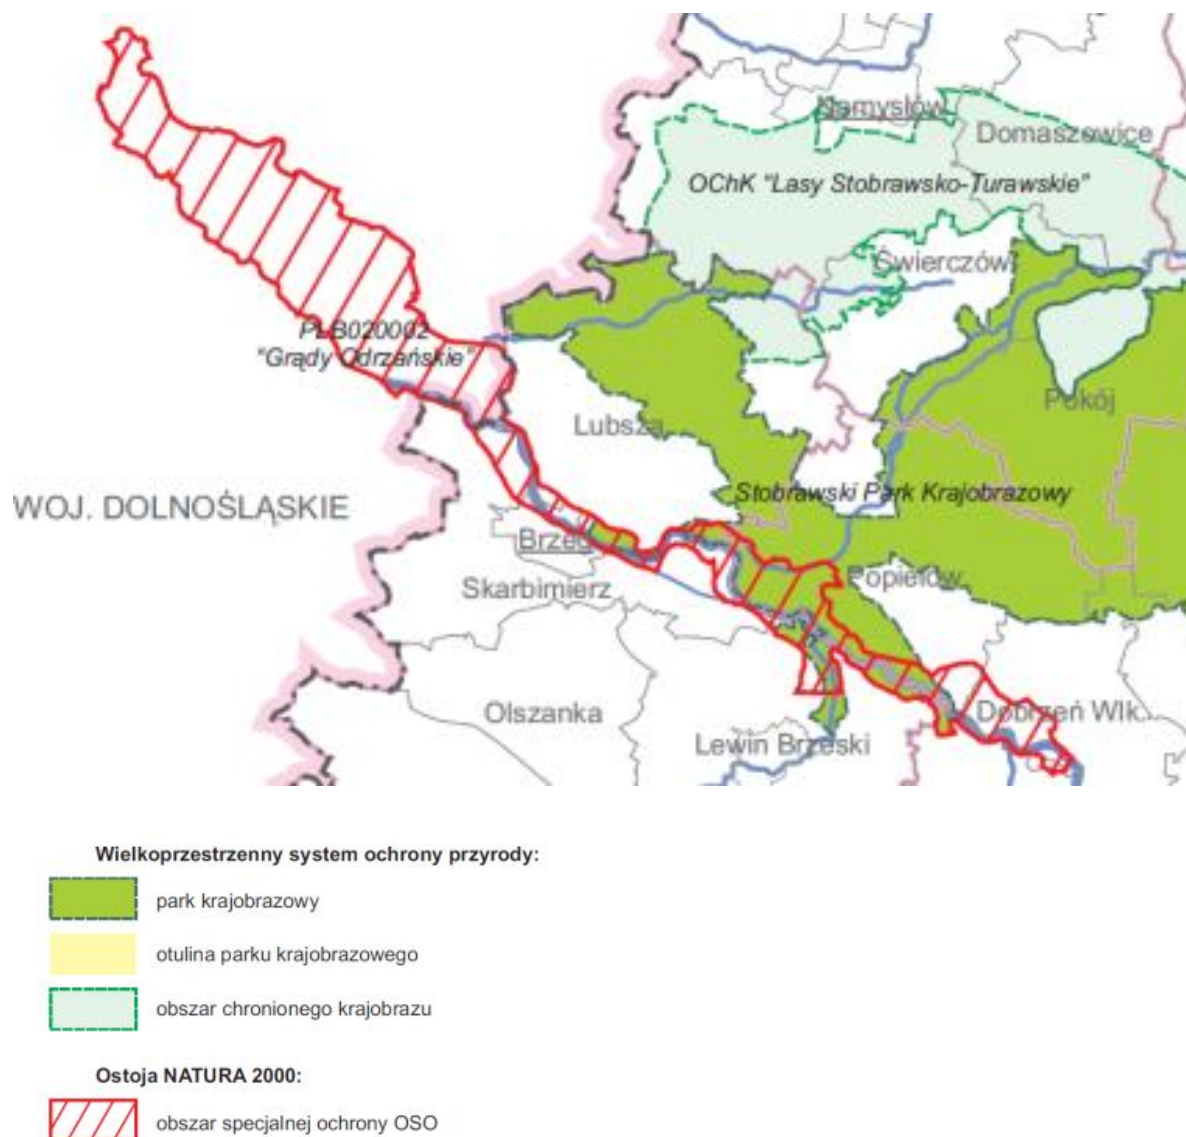 Namysłów
Domaszowice
OChK "Lasy Stobrawsko-Turawskie"
Świerczów
PLB020002
"Grądy Odrzańskie"
Pokój
Lubsza
WOJ. DOLNOŚLĄSKIE
Stobrawski Park Krajobrazowy
Brzeg
Popielów
Skarbimierz
Olszanka
Dobrzeń Wlk.
Lewin Brzeski
Wielkoprzestrzenny system ochrony przyrody:
park krajobrazowy
otulina parku krajobrazowego
obszar chronionego krajobrazu
Ostoja NATURA 2000:
obszar specjalnej ochrony OSO